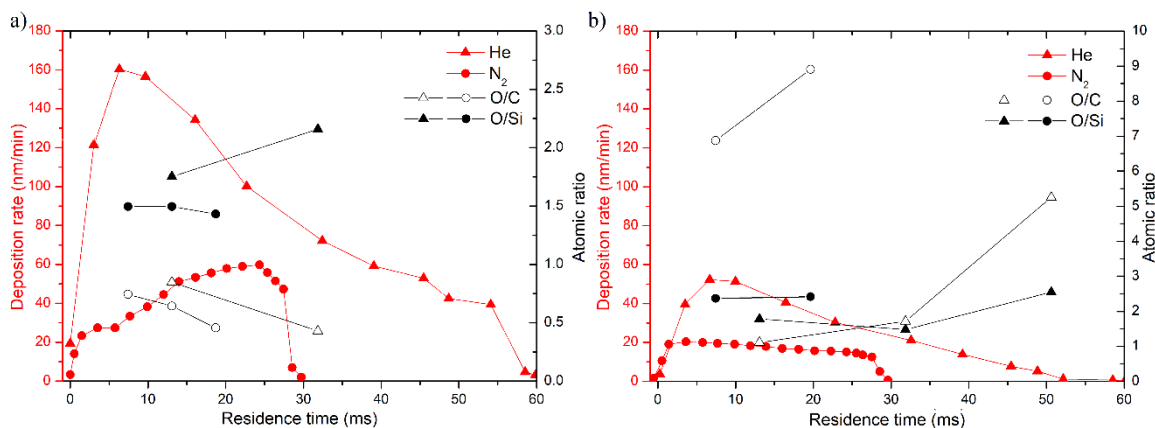 a)
Deposition rate (nm/min)
180
160
140
120
100
80
60
40
20
0
He
N₂
O/C
O/Si
3.0
2.5
2.0
1.5
1.0
0.5
0.0
Atomic ratio
0 10 20 30 40 50 60
Residence time (ms)
b)
Deposition rate (nm/min)
180
160
140
120
100
80
60
40
20
0
He
N₂
O/C
O/Si
10
9
8
7
6
5
4
3
2
1
0
Atomic ratio
0 10 20 30 40 50 60
Residence time (ms)